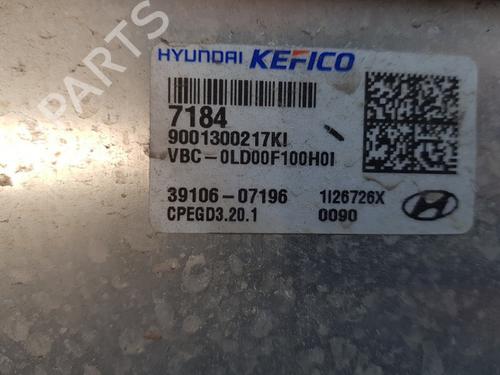 HYUNDAI KEFICO
7184
9001300217KI
VBC-0LD00F100H0I
39106-07196 1I26726X
CPEGD3.20.1 0090
B PARTS